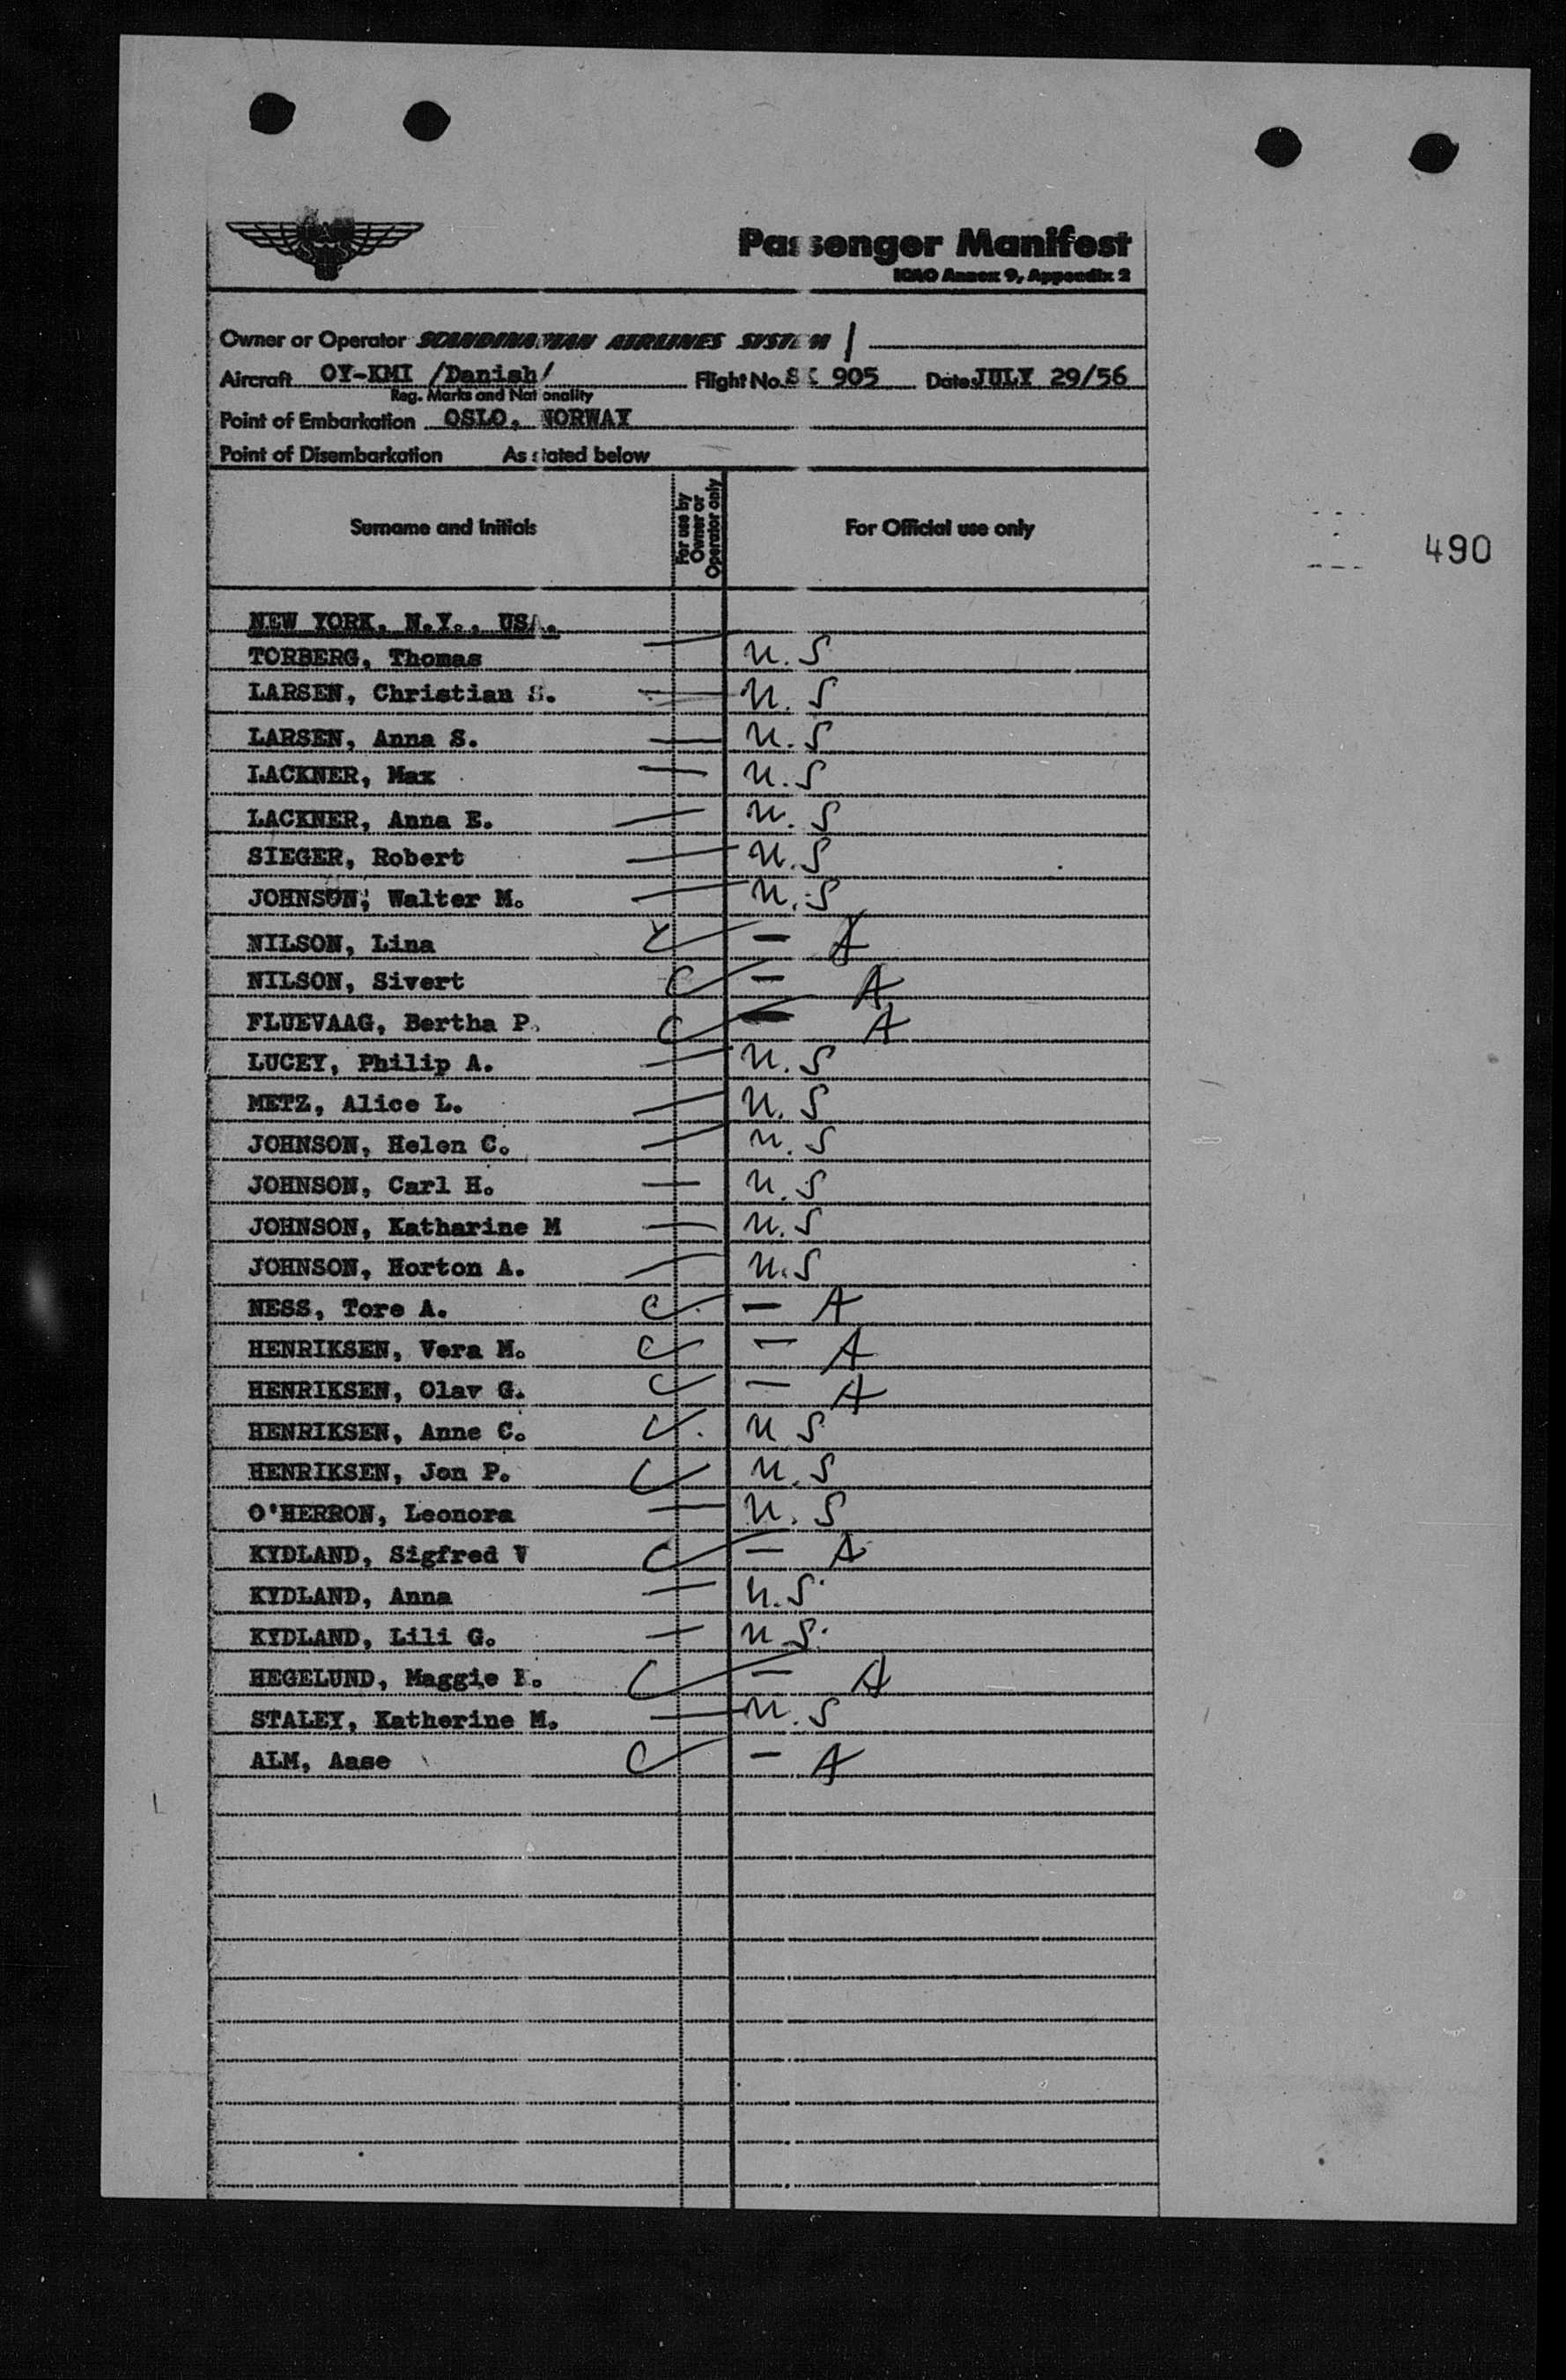 Passenger Manifest
ICAO Annex 9, Appendix 2
Owner or Operator SCANDINAVIAN AIRLINES SYSTEM
Aircraft OY-KMI /Danish/ Flight No. SK 905 Date JULY 29/56
Reg. Marks and Nationality
Point of Embarkation OSLO, NORWAY
Point of Disembarkation As stated below
Surname and Initials For use by Owner or Operator only For Official use only
490
NEW YORK, N.Y., USA.
TORBERG, Thomas — U.S
LARSEN, Christian S. — U.S
LARSEN, Anna S. — U.S
LACKNER, Max — U.S
LACKNER, Anna E. — U.S
SIEGER, Robert — U.S
JOHNSON, Walter M. — U.S
NILSON, Lina — A
NILSON, Sivert — A
FLUEVAAG, Bertha P. — A
LUCEY, Philip A. — U.S
METZ, Alice L. — U.S
JOHNSON, Helen C. — U.S
JOHNSON, Carl H. — U.S
JOHNSON, Katharine M — U.S
JOHNSON, Horton A. — U.S
NESS, Tore A. C — A
HENRIKSEN, Vera M. C — A
HENRIKSEN, Olav G. C — A
HENRIKSEN, Anne C. U S
HENRIKSEN, Jon P. U.S
O'HERRON, Leonora — U.S
KYDLAND, Sigfred V C — A
KYDLAND, Anna — U.S.
KYDLAND, Lili G. — U S.
HEGELUND, Maggie C — A
STALEY, Katherine M. — U.S
ALM, Aase C — A